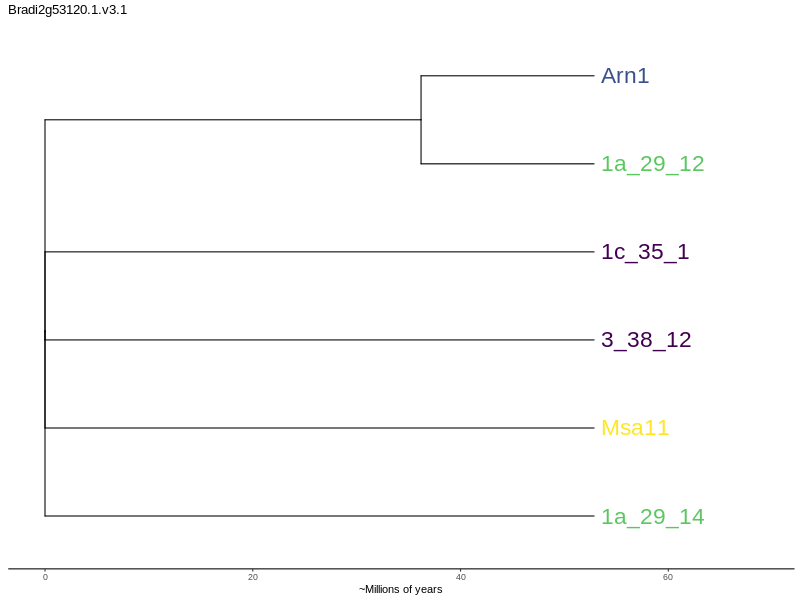 Bradi2g53120.1.v3.1
Arn1
1a_29_12
1c_35_1
3_38_12
Msa11
1a_29_14
0 20 40 60
~Millions of years